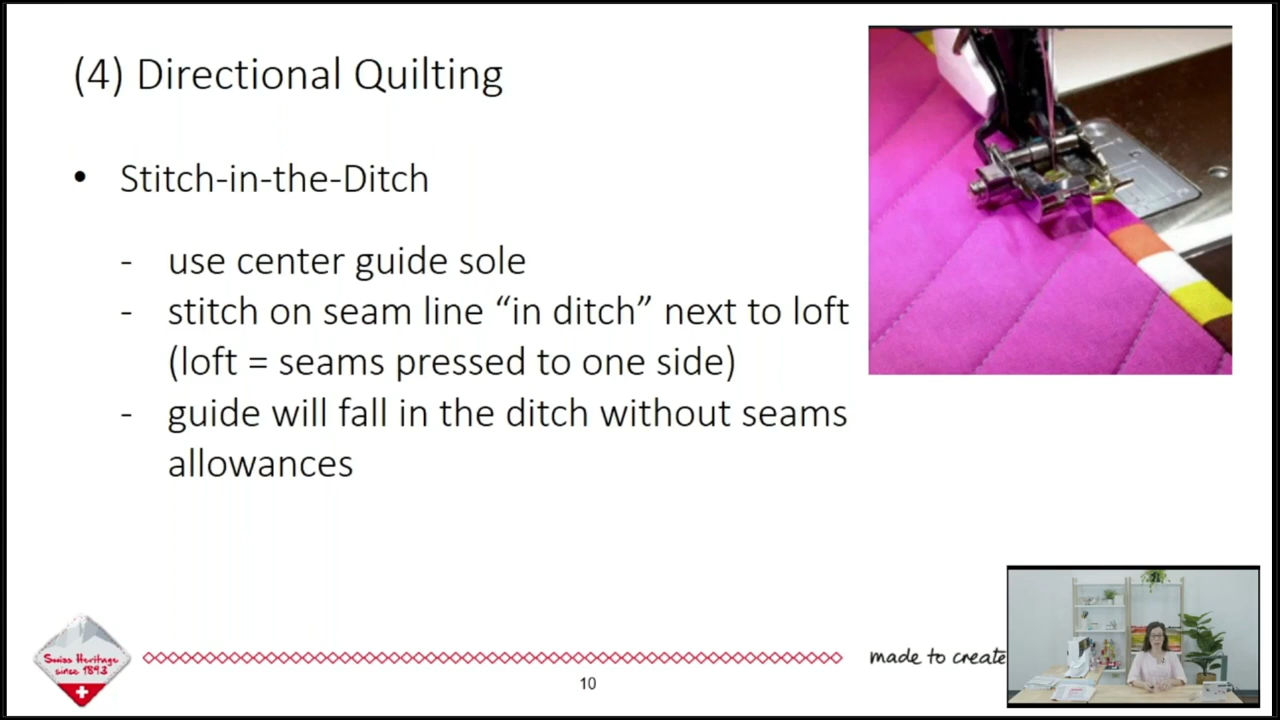 (4) Directional Quilting
• Stitch-in-the-Ditch
- use center guide sole
- stitch on seam line “in ditch” next to loft
(loft = seams pressed to one side)
- guide will fall in the ditch without seams
allowances
Swiss Heritage
since 1893
made to create
10